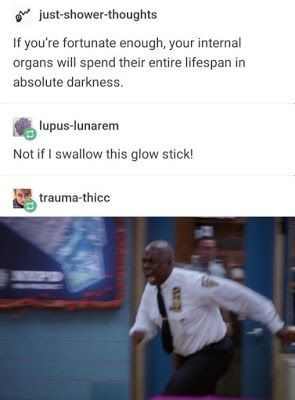 just-shower-thoughts
If you're fortunate enough, your internal
organs will spend their entire lifespan in
absolute darkness.
lupus-lunarem
Not if I swallow this glow stick!
trauma-thicc